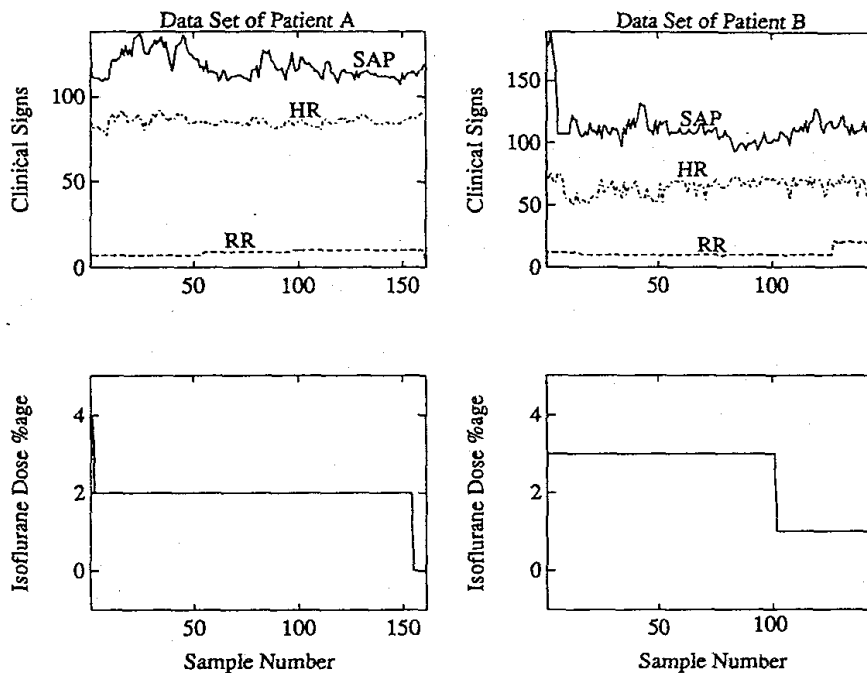 Data Set of Patient A
Clinical Signs
100
50
0
SAP
HR
RR
50
100
150
Data Set of Patient B
Clinical Signs
150
100
50
0
SAP
HR
RR
50
100
Isoflurane Dose %age
4
2
0
50
100
150
Sample Number
Isoflurane Dose %age
4
2
0
50
100
Sample Number